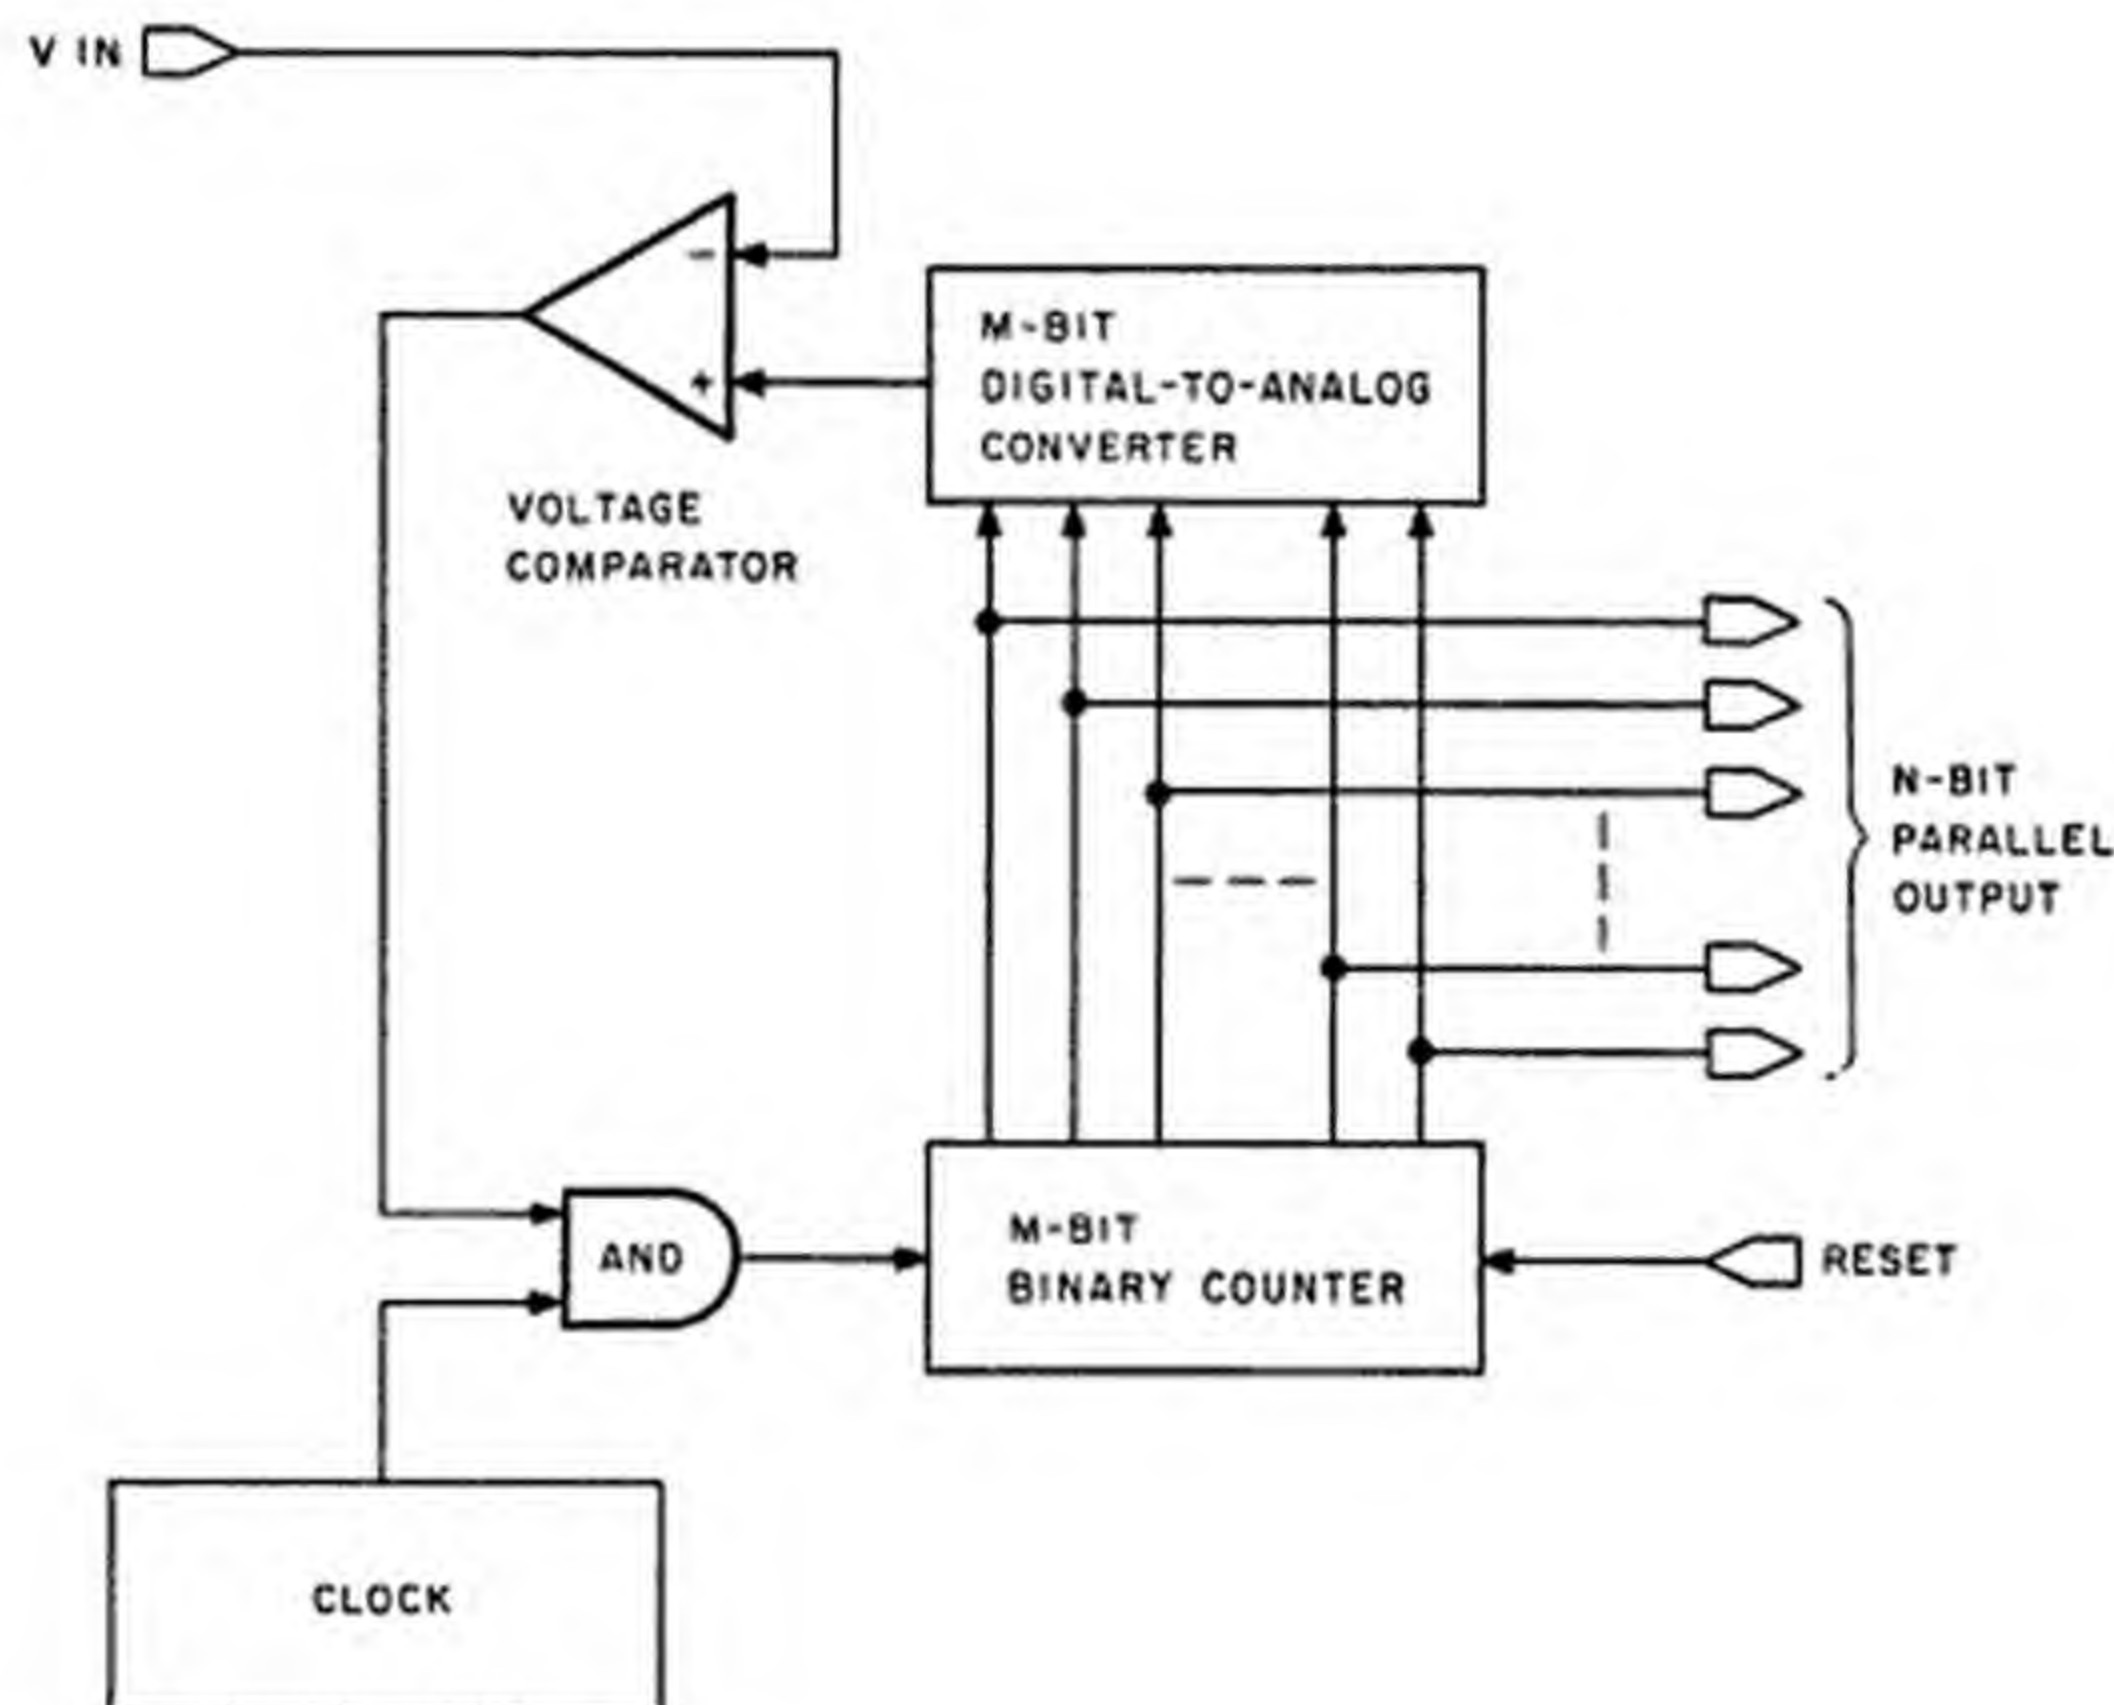 V IN
-
M-BIT
DIGITAL-TO-ANALOG
CONVERTER
+
VOLTAGE
COMPARATOR
N-BIT
PARALLEL
OUTPUT
AND
M-BIT
BINARY COUNTER
RESET
CLOCK